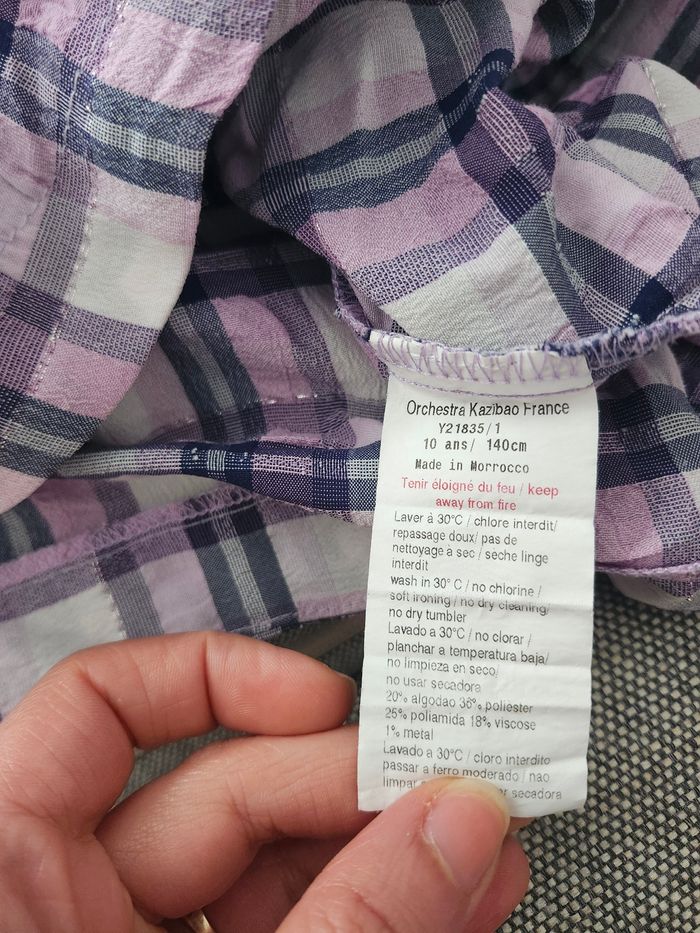 Orchestra Kazibao France
Y21835/1
10 ans/ 140cm
Made in Morrocco
Tenir éloigné du feu / keep
away from fire
Laver à 30°C / chlore interdit/
repassage doux/ pas de
nettoyage à sec / seche linge
interdit
wash in 30° C / no chlorine /
soft ironing / no dry cleaning/
no dry tumbler
Lavado a 30°C / no clorar /
planchar a temperatura baja/
no limpieza en seco/
no usar secadora
20% algodao 36% poliester
25% poliamida 18% viscose
1% metal
Lavado a 30°C / cloro interdito
passar a ferro moderado / nao
limpar secadora